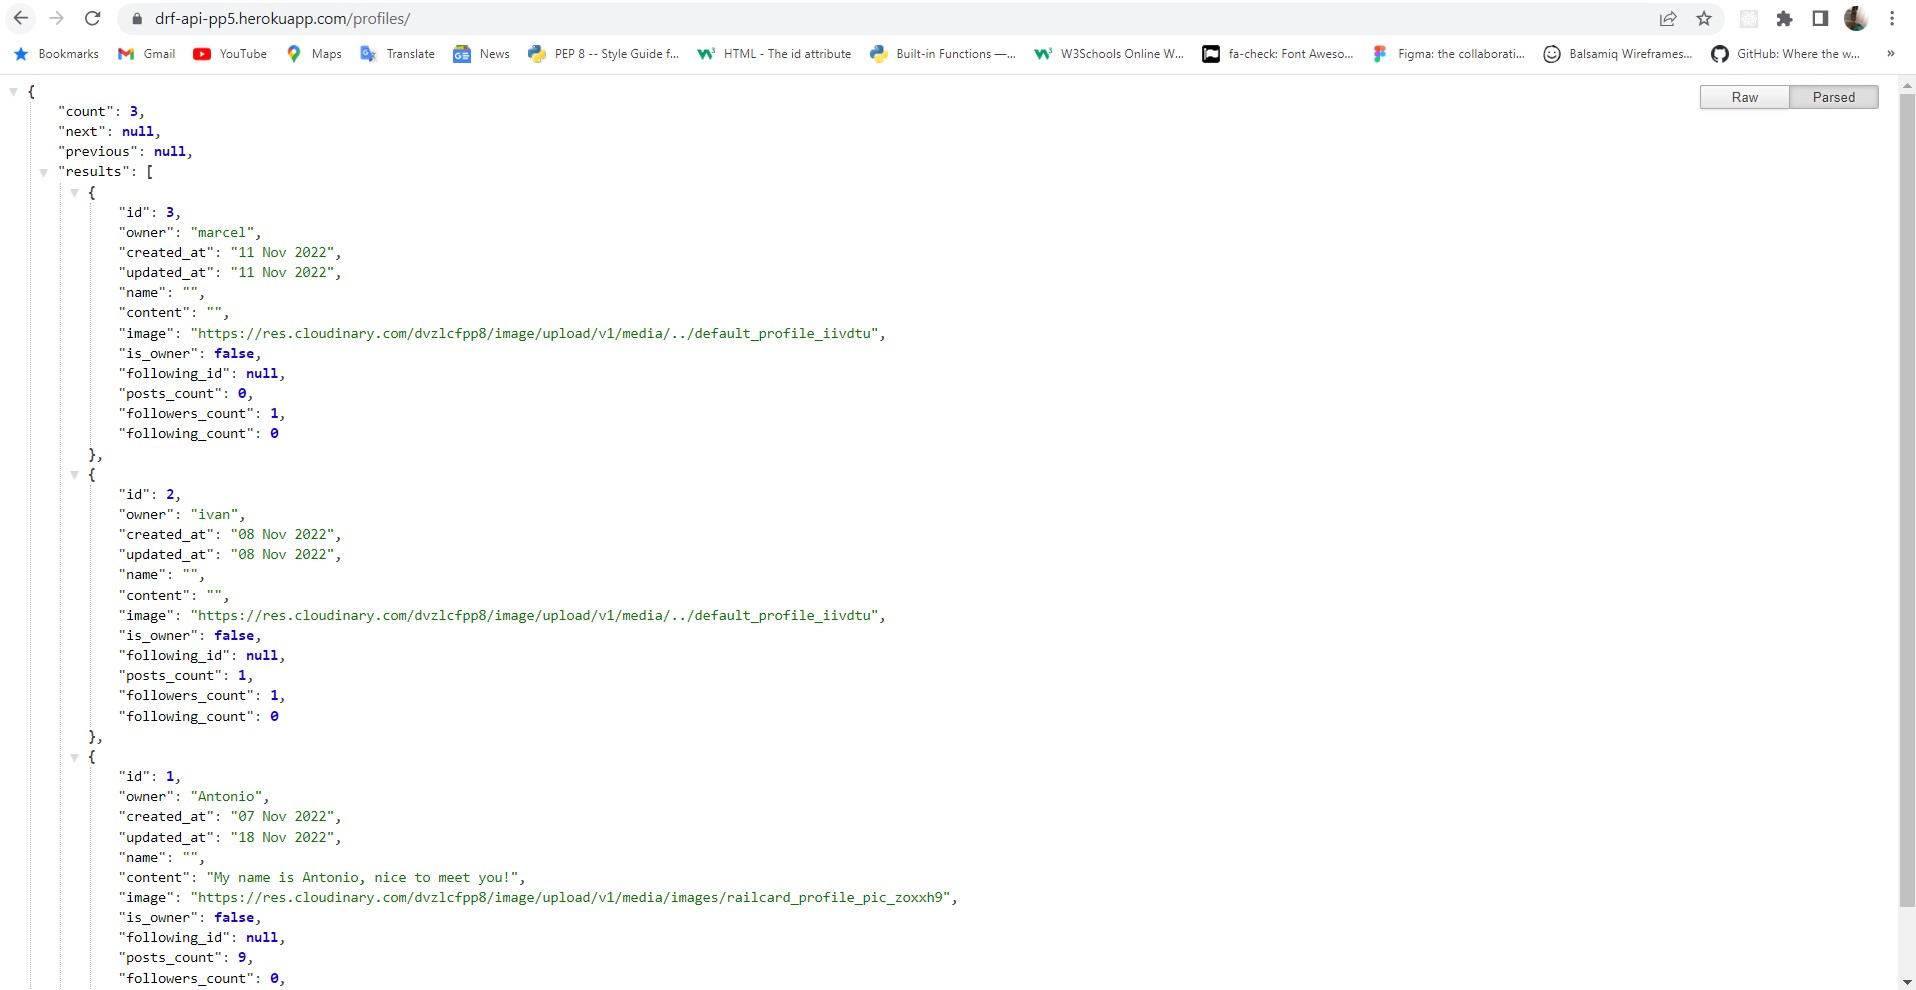 drf-api-pp5.herokuapp.com/profiles/
Bookmarks Gmail YouTube Maps Translate News PEP 8 -- Style Guide f... HTML - The id attribute Built-in Functions —... W3Schools Online W... fa-check: Font Aweso... Figma: the collaborati... Balsamiq Wireframes... GitHub: Where the w... »
Raw Parsed
{
"count": 3,
"next": null,
"previous": null,
"results": [
{
"id": 3,
"owner": "marcel",
"created_at": "11 Nov 2022",
"updated_at": "11 Nov 2022",
"name": "",
"content": "",
"image": "https://res.cloudinary.com/dvzlcfpp8/image/upload/v1/media/../default_profile_iivdtu",
"is_owner": false,
"following_id": null,
"posts_count": 0,
"followers_count": 1,
"following_count": 0
},
{
"id": 2,
"owner": "ivan",
"created_at": "08 Nov 2022",
"updated_at": "08 Nov 2022",
"name": "",
"content": "",
"image": "https://res.cloudinary.com/dvzlcfpp8/image/upload/v1/media/../default_profile_iivdtu",
"is_owner": false,
"following_id": null,
"posts_count": 1,
"followers_count": 1,
"following_count": 0
},
{
"id": 1,
"owner": "Antonio",
"created_at": "07 Nov 2022",
"updated_at": "18 Nov 2022",
"name": "",
"content": "My name is Antonio, nice to meet you!",
"image": "https://res.cloudinary.com/dvzlcfpp8/image/upload/v1/media/images/railcard_profile_pic_zoxxh9",
"is_owner": false,
"following_id": null,
"posts_count": 9,
"followers_count": 0,